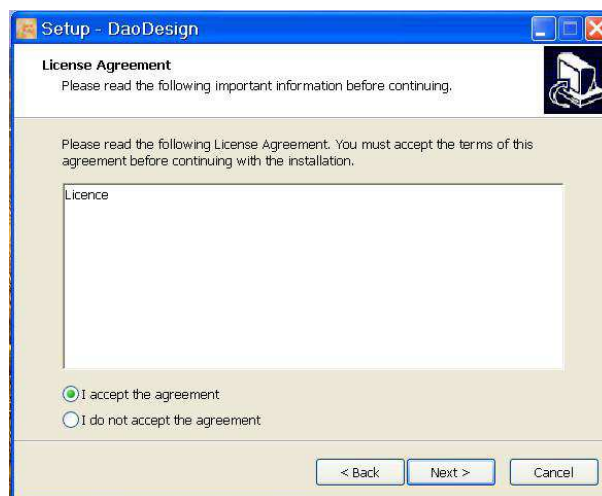 Setup - DaoDesign
License Agreement
Please read the following important information before continuing.
Please read the following License Agreement. You must accept the terms of this
agreement before continuing with the installation.
Licence
I accept the agreement
I do not accept the agreement
< Back
Next >
Cancel